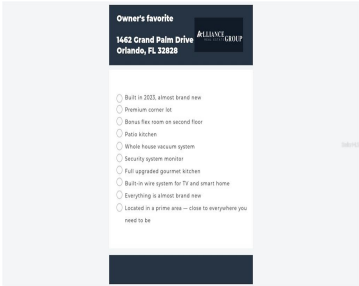 Owner's favorite
1462 Grand Palm Drive
Orlando, FL 32828
ALLIANCE
GROUP
Built in 2023, almost brand new
Premium corner lot
Bonus flex room on second floor
Patio kitchen
Whole house vacuum system
Security system monitor
Full upgraded gourmet kitchen
Built-in wire system for TV and smart home
Everything is almost brand new
Located in a prime area — close to everywhere you
need to be